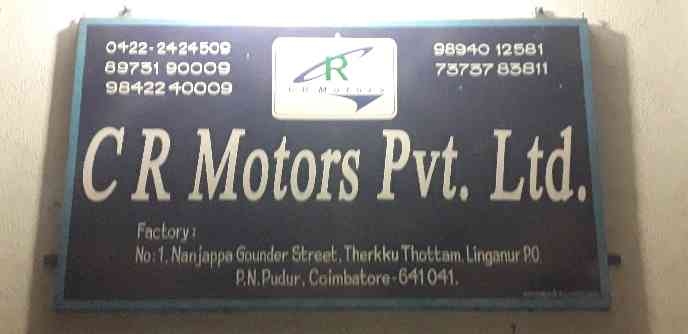 0422-2424509
89731 90009
98422 40009
CR
C R Motors
98940 12581
73737 83811
C R Motors Pvt. Ltd.
Factory:
No:1, Nanjappa Gounder Street, Therkku Thottam, Linganur P.O,
P.N.Pudur, Coimbatore-641 041.